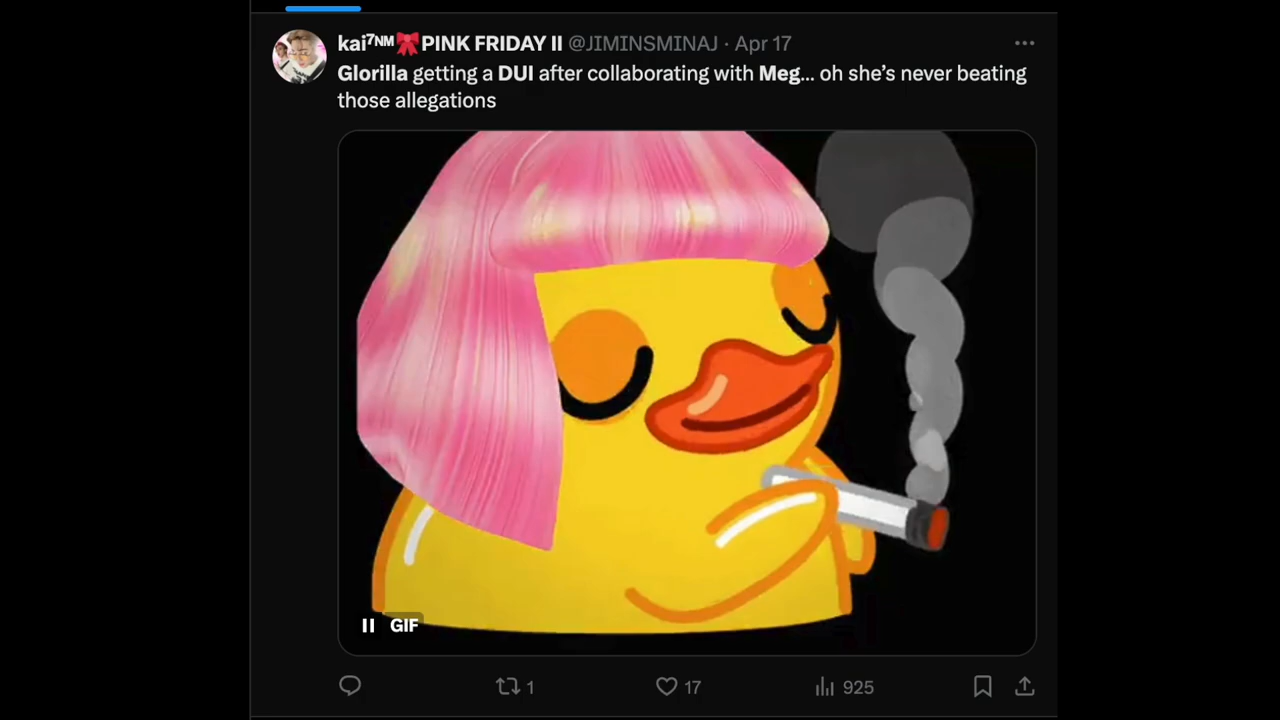 kai⁷ᴺᴹ🎀PINK FRIDAY II @JIMINSMINAJ · Apr 17
Glorilla getting a DUI after collaborating with Meg... oh she’s never beating
those allegations
GIF
1 17 925